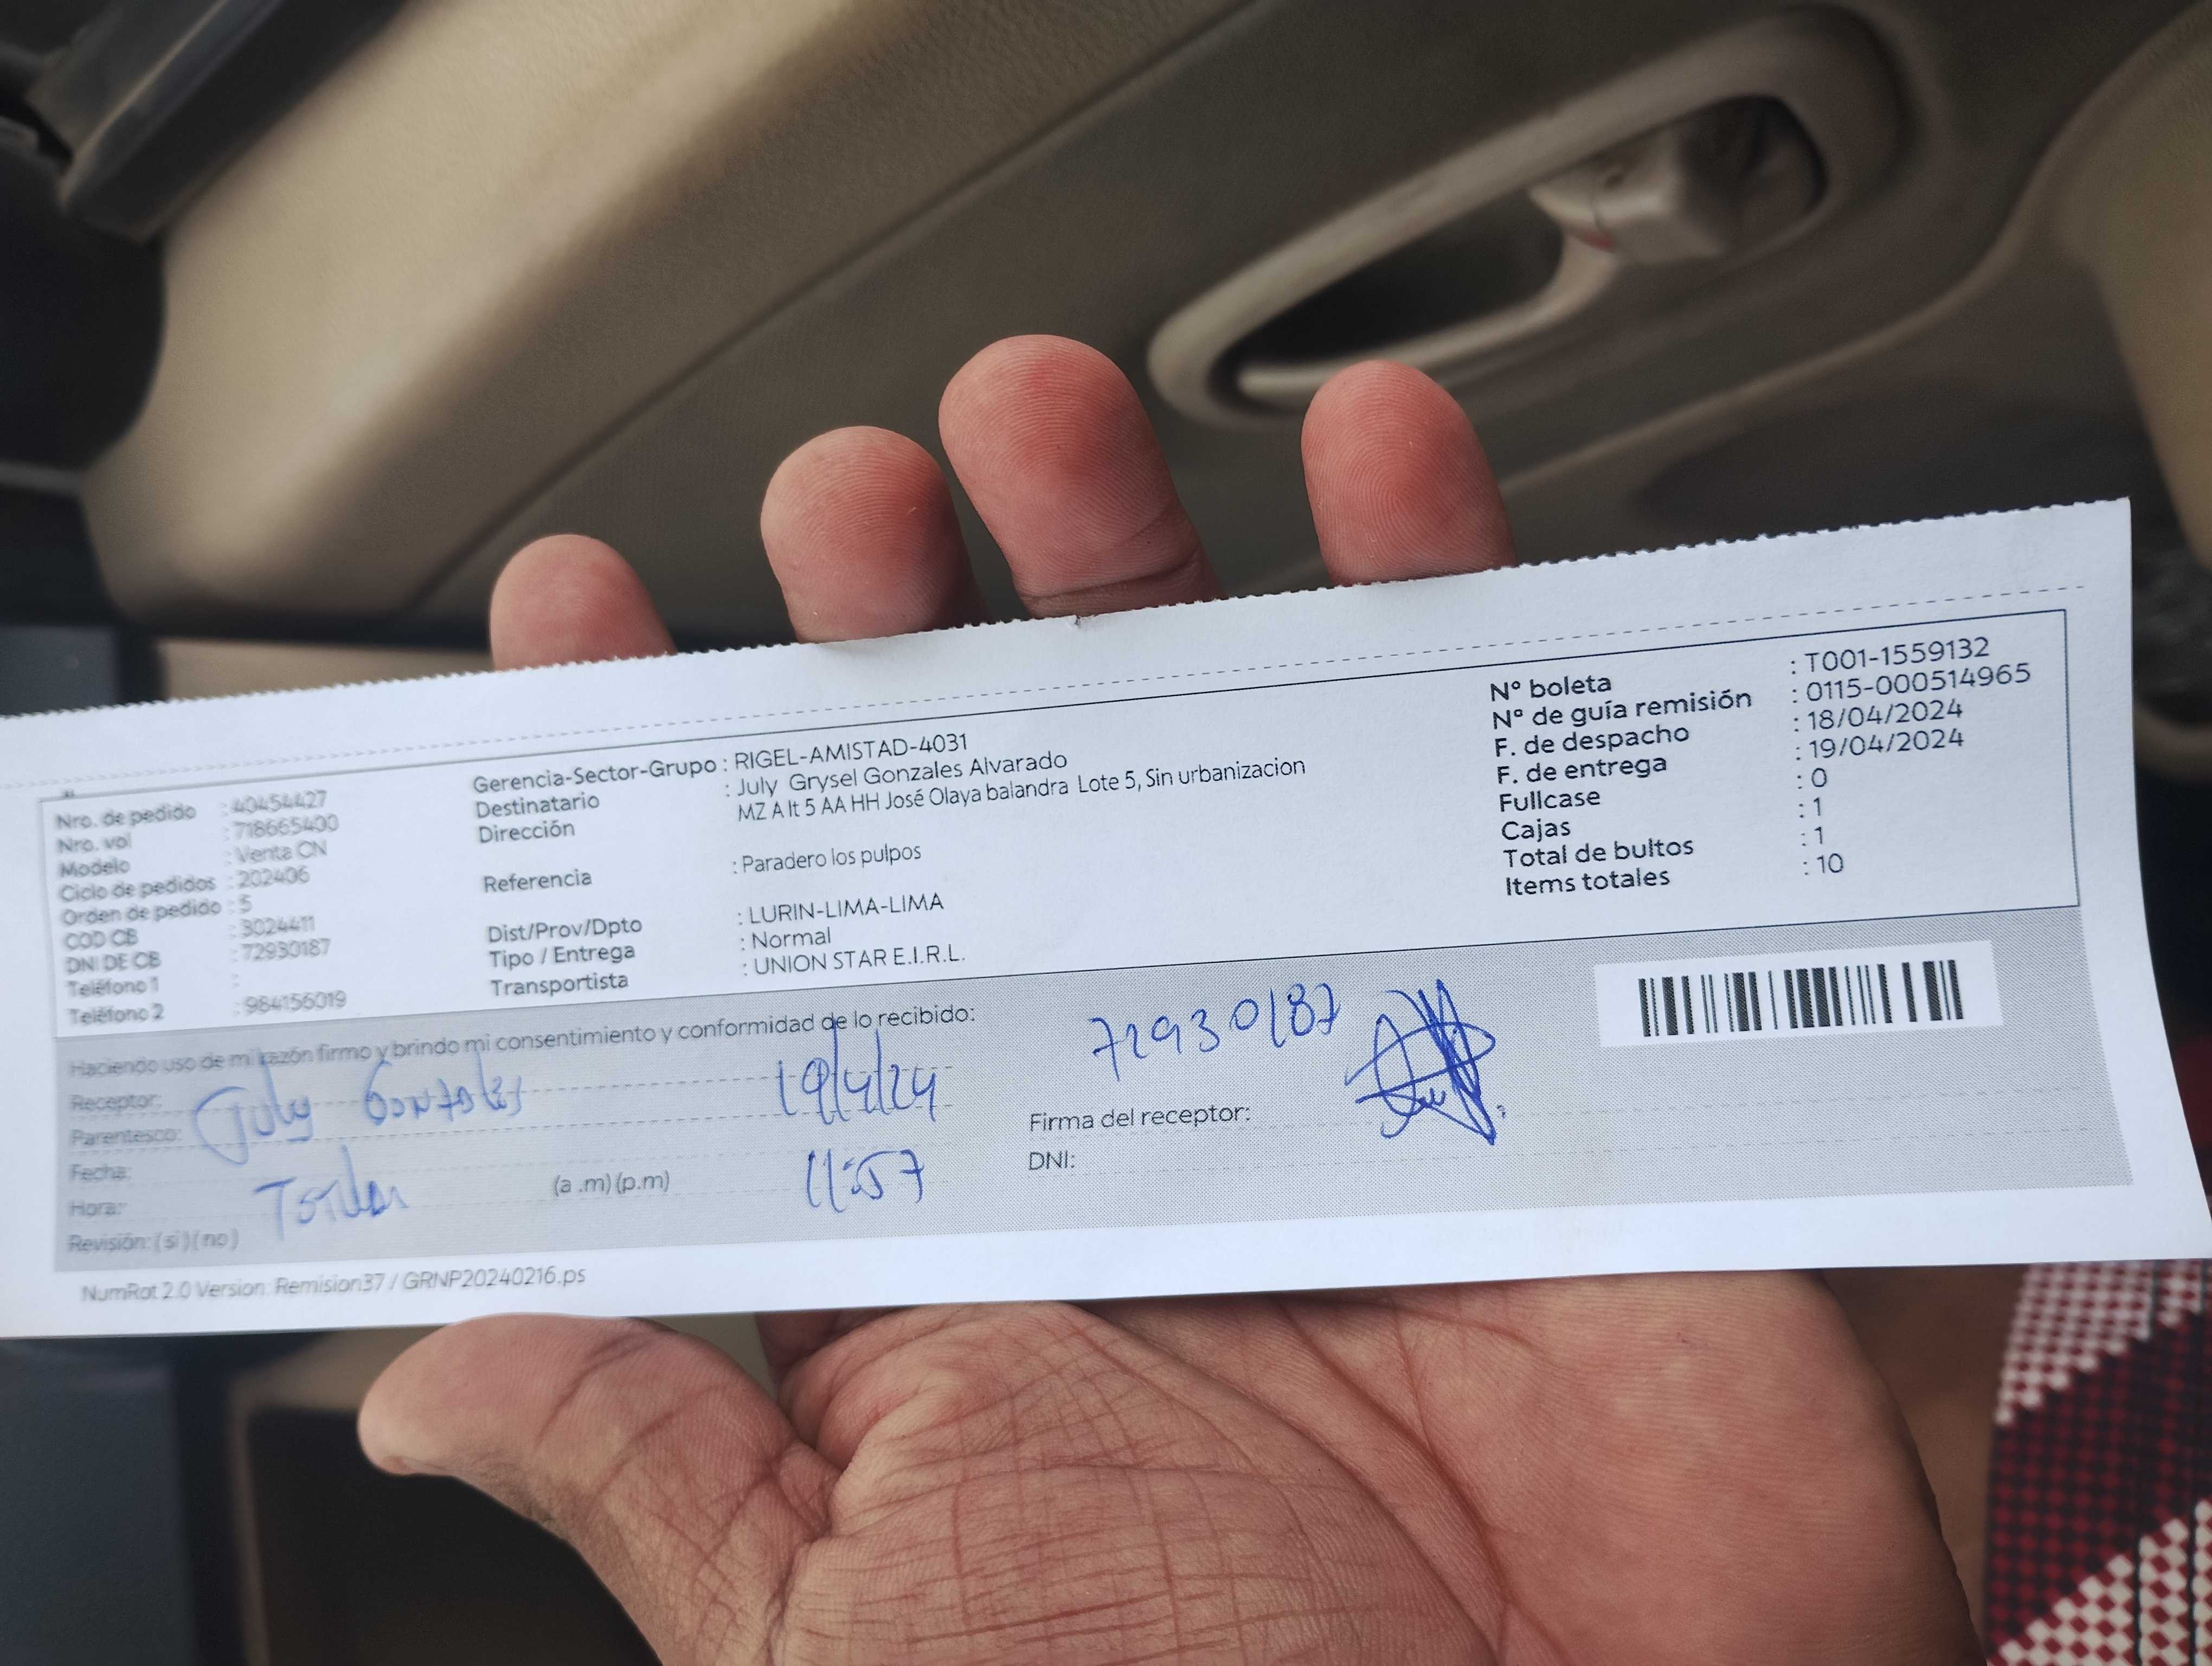 Nro. de pedido : 40454427
Nro. vol : 718665400
Modelo : Venta CN
Ciclo de pedidos : 202406
Orden de pedido : 5
COD CB : 3024411
DNI DE CB : 72930187
Teléfono 1 :
Teléfono 2 : 984156019
Gerencia-Sector-Grupo : RIGEL-AMISTAD-4031
Destinatario : July Grysel Gonzales Alvarado
Dirección MZ A lt 5 AA HH José Olaya balandra Lote 5, Sin urbanizacion
Referencia : Paradero los pulpos
Dist/Prov/Dpto : LURIN-LIMA-LIMA
Tipo / Entrega : Normal
Transportista : UNION STAR E.I.R.L.
N° boleta : T001-1559132
N° de guía remisión : 0115-000514965
F. de despacho : 18/04/2024
F. de entrega : 19/04/2024
Fullcase : 0
Cajas : 1
Total de bultos : 1
Items totales : 10
Haciendo uso de mi razón firmo y brindo mi consentimiento y conformidad de lo recibido:
Receptor: July Gonzales
Parentesco:
19/4/24
Fecha:
Hora: (a .m) (p.m) 11:57
Revisión: ( si ) ( no )
72930187
Firma del receptor:
DNI:
NumRot 2.0 Version: Remision37 / GRNP20240216.ps